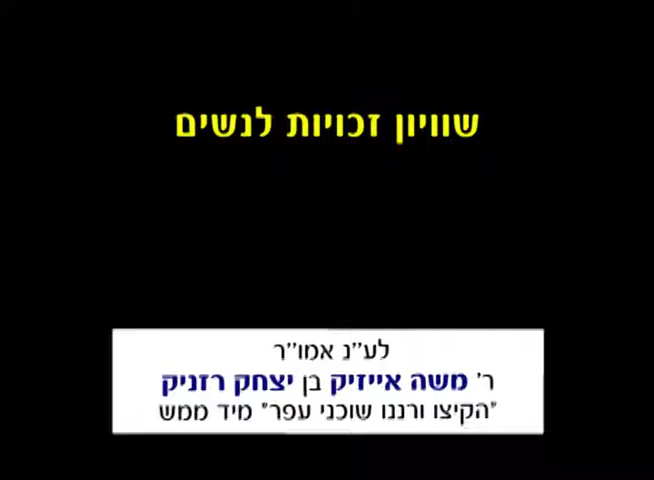 שוויון זכויות לנשים
לע"נ אמו"ר
ר' משה אייזיק בן יצחק רזניק
"הקיצו ורננו שוכני עפר" מיד ממש